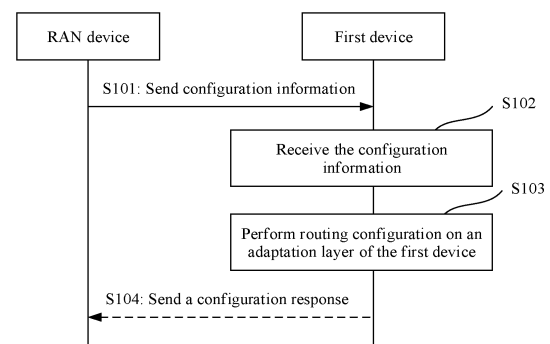 RAN device
First device
S101: Send configuration information
S102
Receive the configuration
information
S103
Perform routing configuration on an
adaptation layer of the first device
S104: Send a configuration response